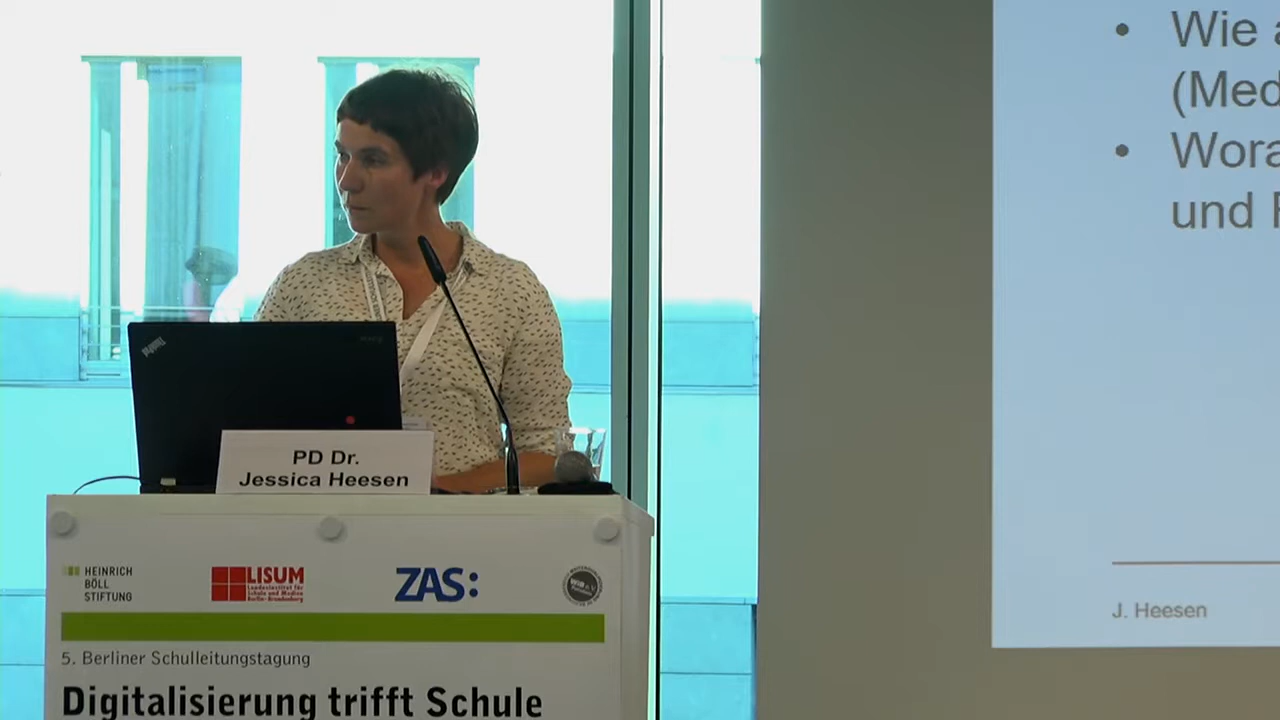 Wie
(Med
Wora
und
J. Heesen
ThinkPad
PD Dr.
Jessica Heesen
HEINRICH
BÖLL
STIFTUNG
LISUM
Landesinstitut für
Schule und Medien
Berlin-Brandenburg
ZAS:
5. Berliner Schulleitungstagung
Digitalisierung trifft Schule